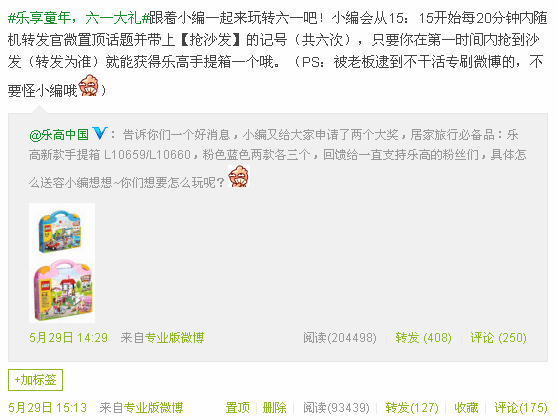 #乐享童年，六一大礼#跟着小编一起来玩转六一吧！小编会从15：15开始每20分钟内随
机转发官微置顶话题并带上【抢沙发】的记号（共六次），只要你在第一时间内抢到沙
发（转发为准）就能获得乐高手提箱一个哦。（PS：被老板逮到不干活专刷微博的，不
要怪小编哦）
@乐高中国：告诉你们一个好消息，小编又给大家申请了两个大奖，居家旅行必备品：乐
高新款手提箱 L10659/L10660，粉色蓝色两款各三个，回馈给一直支持乐高的粉丝们，具体怎
么送容小编想想~你们想要怎么玩呢？
5月29日 14:29 来自专业版微博 阅读(204498) 转发 (408) 评论 (250)
+加标签
5月29日 15:13 来自专业版微博 置顶 删除 阅读(93439) 转发(127) 收藏 评论(175)